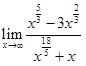 lim x→∞ (x^(5/3) − 3x^(2/3)) / (x^(18/5) + x)